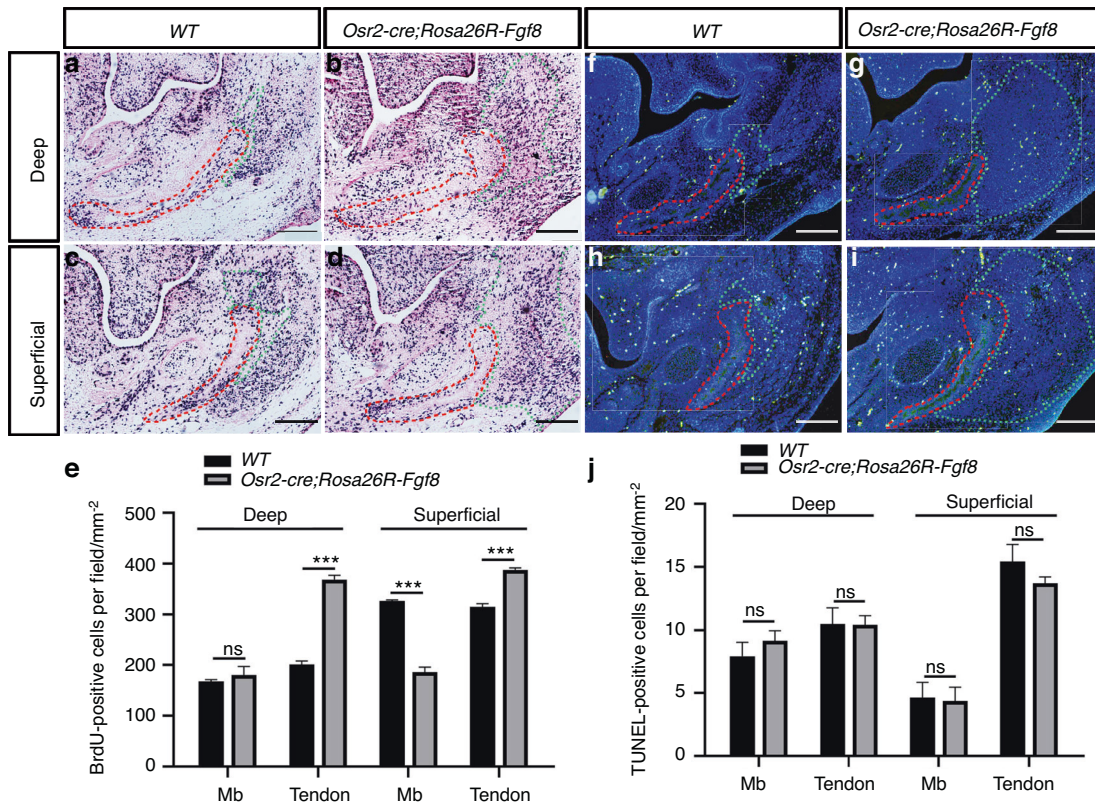 WT
Osr2-cre;Rosa26R-Fgf8
WT
Osr2-cre;Rosa26R-Fgf8
Deep
a
b
f
g
Superficial
c
d
h
i
e
WT
Osr2-cre;Rosa26R-Fgf8
Deep
Superficial
BrdU-positive cells per field/mm⁻²
500
400
300
200
100
0
ns
***
***
***
Mb
Tendon
Mb
Tendon
j
WT
Osr2-cre;Rosa26R-Fgf8
Deep
Superficial
TUNEL-positive cells per field/mm⁻²
20
15
10
5
0
ns
ns
ns
ns
Mb
Tendon
Mb
Tendon